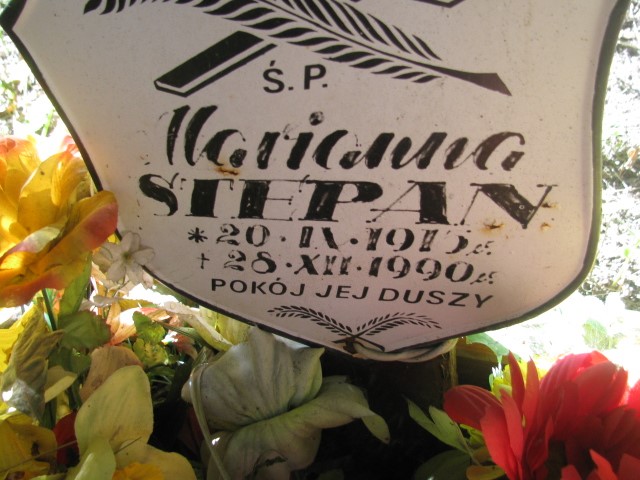 Ś.P.
Marianna
STEPAN
* 20·IX·1915 r.
† 28·XII·1990 r.
POKÓJ JEJ DUSZY